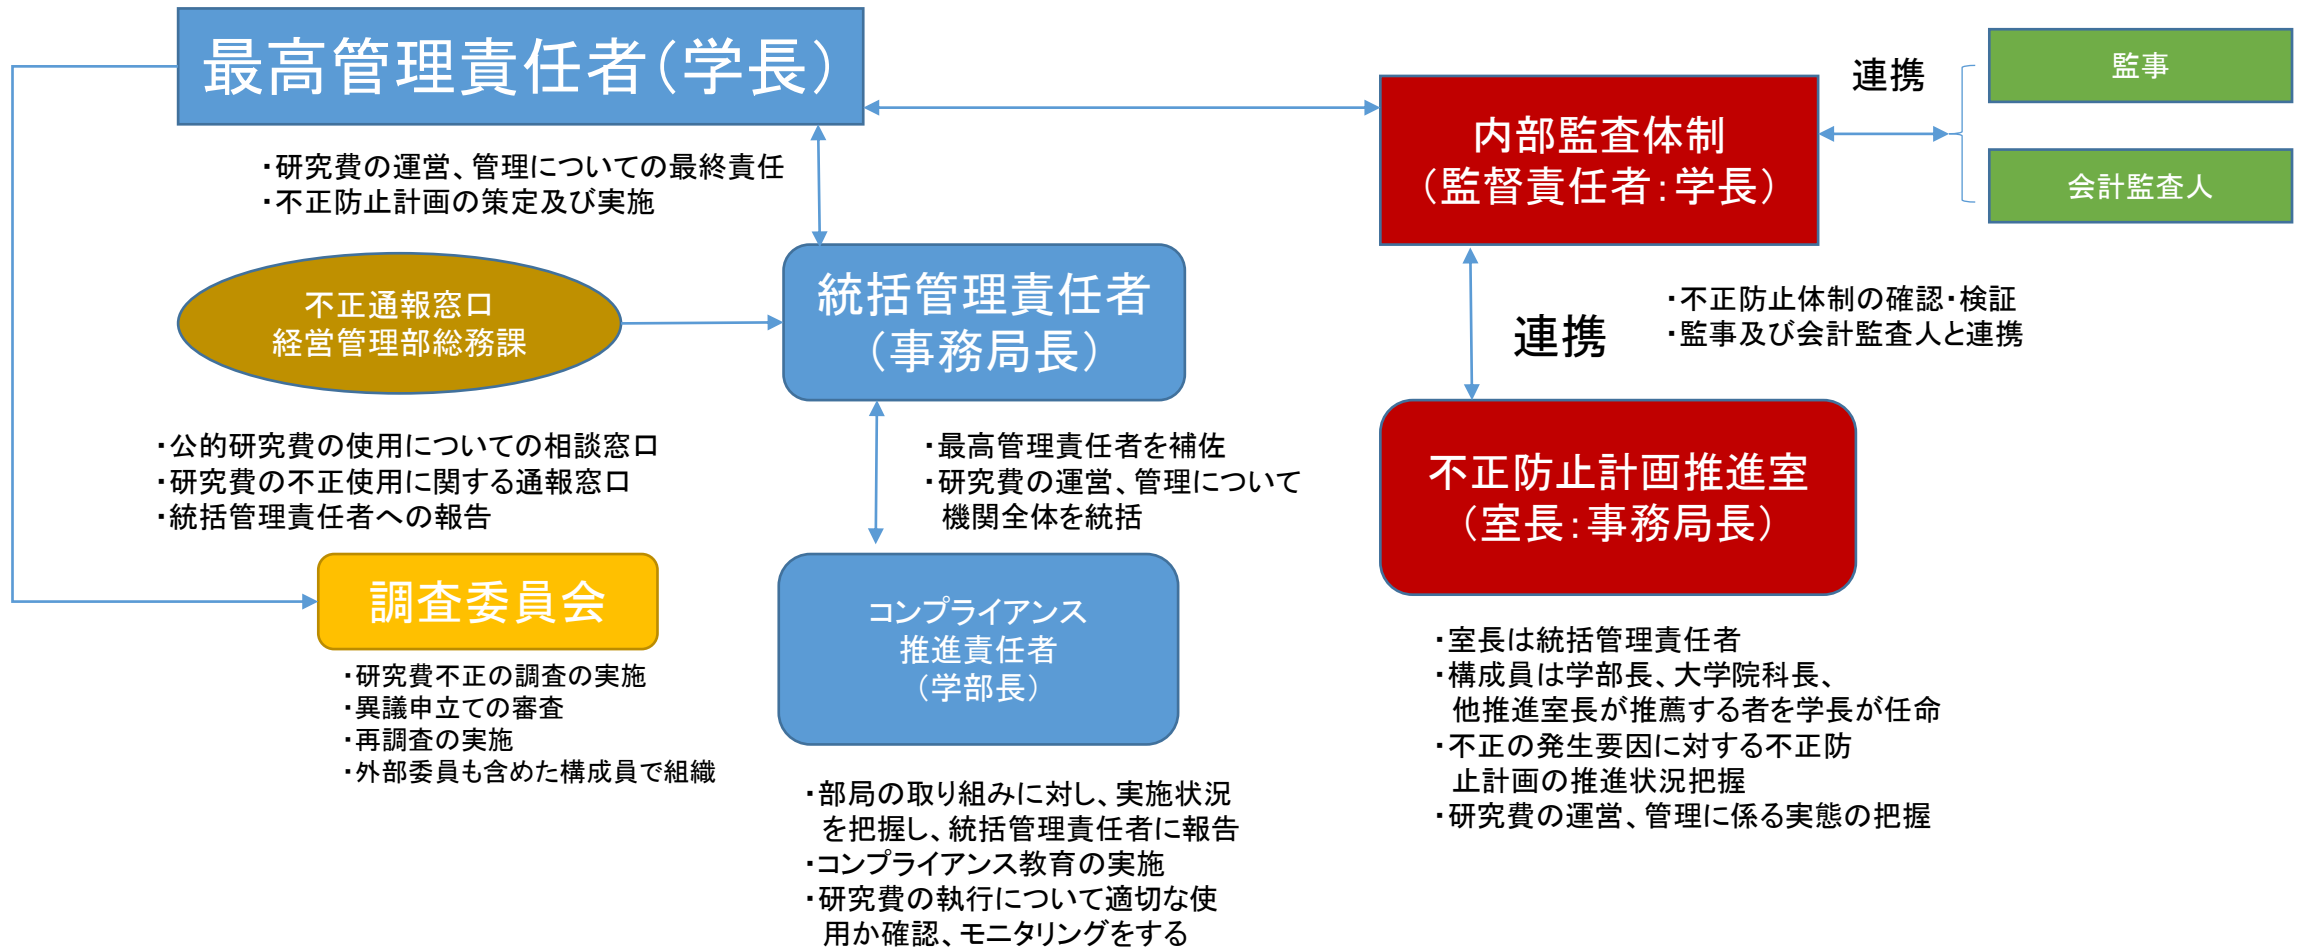 最高管理責任者（学長）
・研究費の運営、管理についての最終責任
・不正防止計画の策定及び実施
不正通報窓口
経営管理部総務課
・公的研究費の使用についての相談窓口
・研究費の不正使用に関する通報窓口
・統括管理責任者への報告
調査委員会
・研究費不正の調査の実施
・異議申立ての審査
・再調査の実施
・外部委員も含めた構成員で組織
統括管理責任者
（事務局長）
・最高管理責任者を補佐
・研究費の運営、管理について
機関全体を統括
コンプライアンス
推進責任者
（学部長）
・部局の取り組みに対し、実施状況
を把握し、統括管理責任者に報告
・コンプライアンス教育の実施
・研究費の執行について適切な使
用か確認、モニタリングをする
内部監査体制
（監督責任者：学長）
連携
監事
会計監査人
・不正防止体制の確認・検証
・監事及び会計監査人と連携
連携
不正防止計画推進室
（室長：事務局長）
・室長は統括管理責任者
・構成員は学部長、大学院科長、
他推進室長が推薦する者を学長が任命
・不正の発生要因に対する不正防
止計画の推進状況把握
・研究費の運営、管理に係る実態の把握